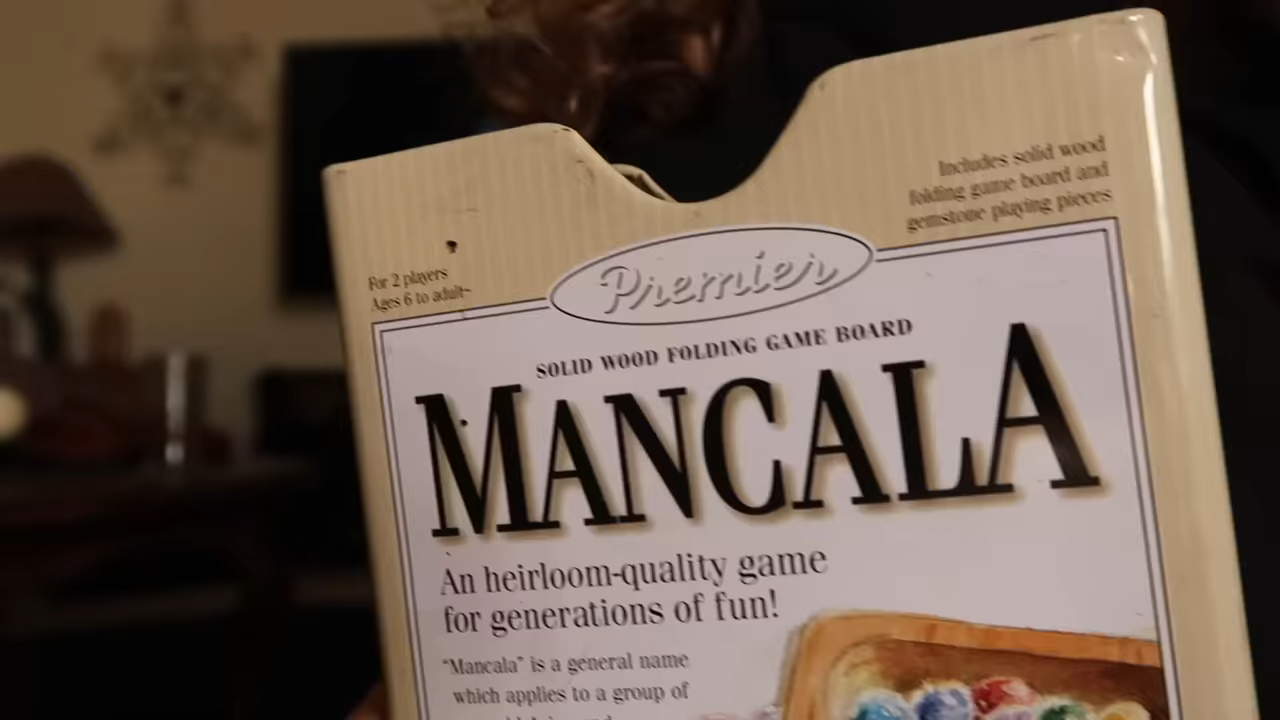 Includes solid wood
folding game board and
gemstone playing pieces
For 2 players
Ages 6 to adult
Premier
SOLID WOOD FOLDING GAME BOARD
MANCALA
An heirloom-quality game
for generations of fun!
"Mancala" is a general name
which applies to a group of